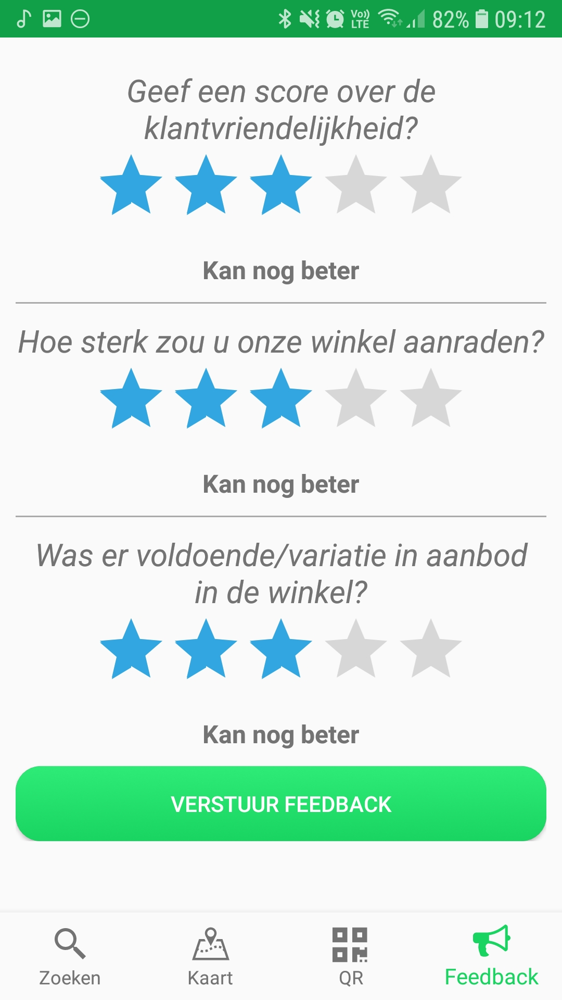 Vo))
LTE
82%
09:12
Geef een score over de
klantvriendelijkheid?
Kan nog beter
Hoe sterk zou u onze winkel aanraden?
Kan nog beter
Was er voldoende/variatie in aanbod
in de winkel?
Kan nog beter
VERSTUUR FEEDBACK
Zoeken
Kaart
QR
Feedback